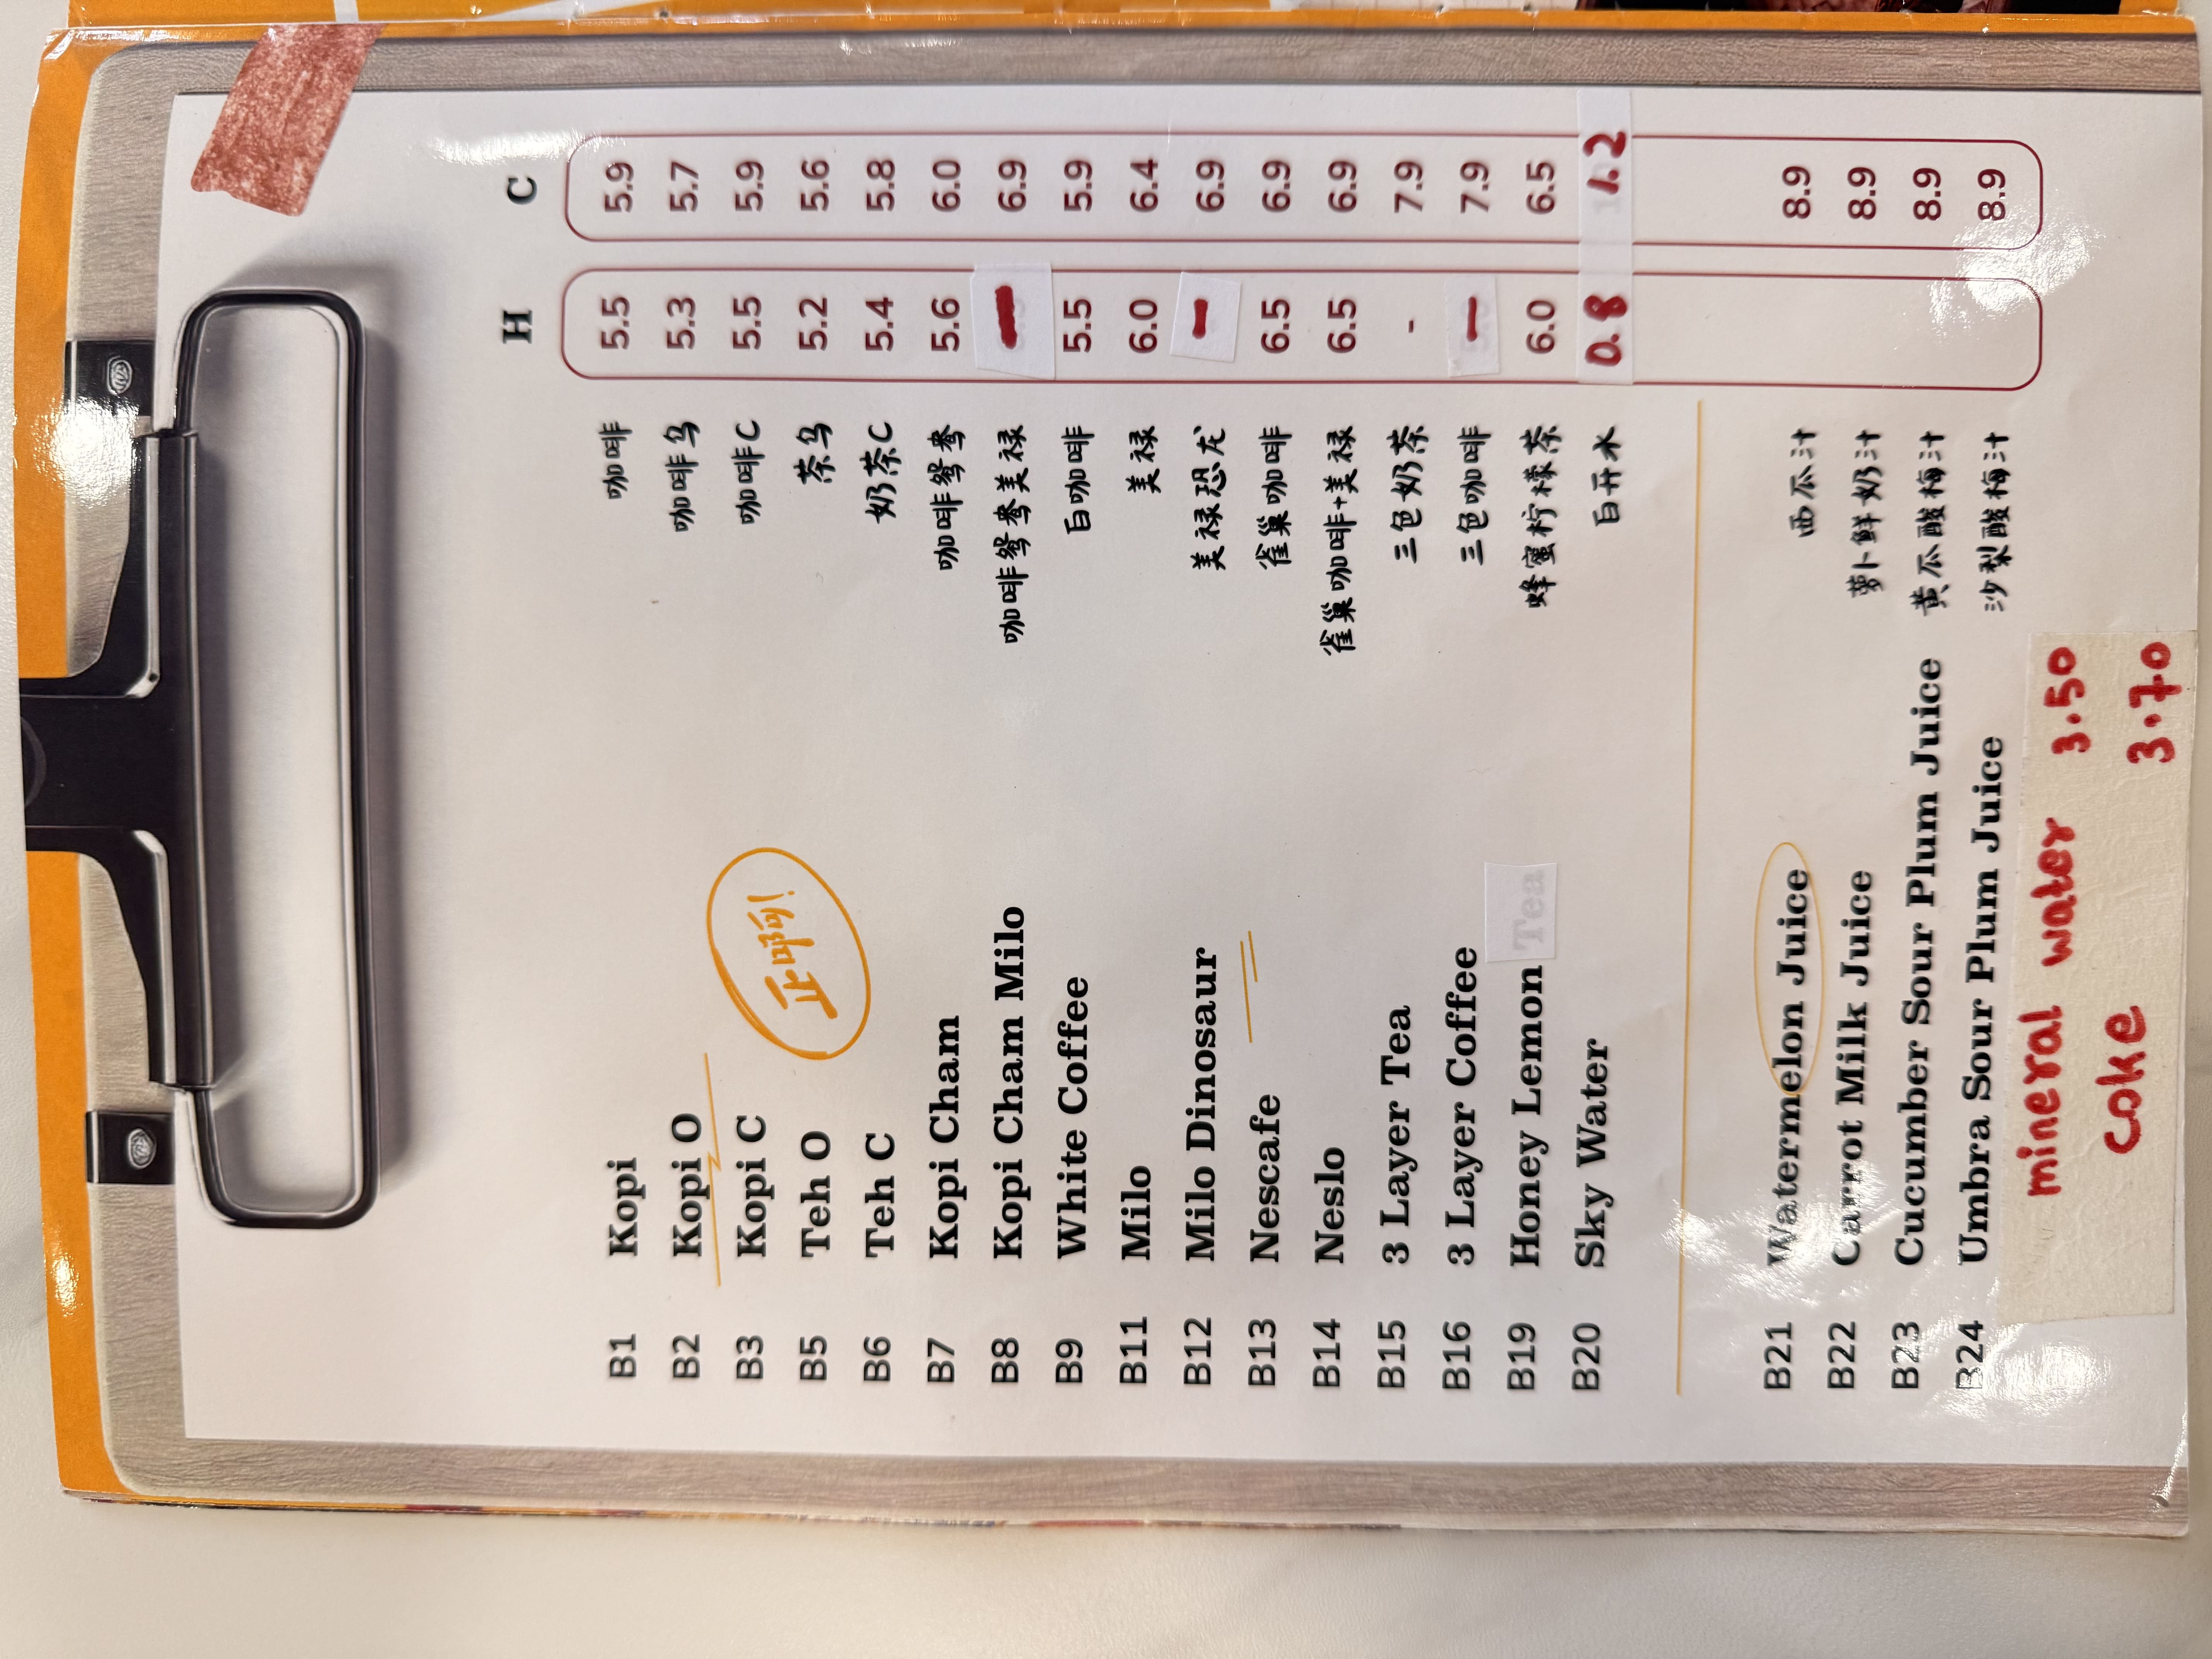 H C
B1 Kopi 咖啡 5.5 5.9
B2 Kopi O 咖啡乌 5.3 5.7
B3 Kopi C 咖啡C 5.5 5.9
正啊!
B5 Teh O 茶乌 5.2 5.6
B6 Teh C 奶茶C 5.4 5.8
B7 Kopi Cham 咖啡鸳鸯 5.6 6.0
B8 Kopi Cham Milo 咖啡鸳鸯美禄 - 6.9
B9 White Coffee 白咖啡 5.5 5.9
B11 Milo 美禄 6.0 6.4
B12 Milo Dinosaur 美禄恐龙 - 6.9
B13 Nescafe 雀巢咖啡 6.5 6.9
B14 Neslo 雀巢咖啡+美禄 6.5 6.9
B15 3 Layer Tea 三色奶茶 - 7.9
B16 3 Layer Coffee 三色咖啡 - 7.9
B19 Honey Lemon Tea 蜂蜜柠檬茶 6.0 6.5
B20 Sky Water 白开水 0.8 1.2
B21 Watermelon Juice 西瓜汁 8.9
B22 Carrot Milk Juice 萝卜鲜奶汁 8.9
B23 Cucumber Sour Plum Juice 黄瓜酸梅汁 8.9
B24 Umbra Sour Plum Juice 沙梨酸梅汁 8.9
mineral water 3.50
Coke 3.70